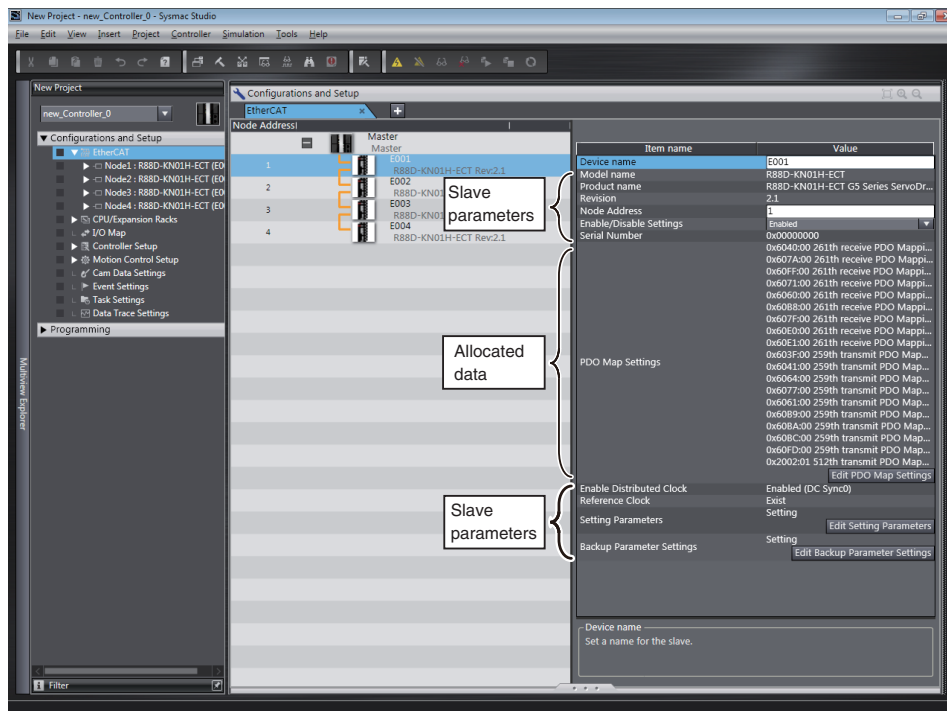 New Project - new_Controller_0 - Sysmac Studio
File Edit View Insert Project Controller Simulation Tools Help
New Project
new_Controller_0
Configurations and Setup
EtherCAT
Node1 : R88D-KN01H-ECT (E0
Node2 : R88D-KN01H-ECT (E0
Node3 : R88D-KN01H-ECT (E0
Node4 : R88D-KN01H-ECT (E0
CPU/Expansion Racks
I/O Map
Controller Setup
Motion Control Setup
Cam Data Settings
Event Settings
Task Settings
Data Trace Settings
Programming
Multiview Explorer
Filter
Configurations and Setup
EtherCAT
Node Address
Master
Master
1
E001
R88D-KN01H-ECT Rev:2.1
2
E002
R88D-KN01
3
E003
R88D-KN01
4
E004
R88D-KN01H-ECT Rev:2.1
Slave parameters
Allocated data
Slave parameters
Item name Value
Device name E001
Model name R88D-KN01H-ECT
Product name R88D-KN01H-ECT G5 Series ServoDr...
Revision 2.1
Node Address 1
Enable/Disable Settings Enabled
Serial Number 0x00000000
PDO Map Settings
0x6040:00 261th receive PDO Mappi...
0x607A:00 261th receive PDO Mappi...
0x60FF:00 261th receive PDO Mappi...
0x6071:00 261th receive PDO Mappi...
0x6060:00 261th receive PDO Mappi...
0x60B8:00 261th receive PDO Mappi...
0x607F:00 261th receive PDO Mappi...
0x60E0:00 261th receive PDO Mappi...
0x60E1:00 261th receive PDO Mappi...
0x603F:00 259th transmit PDO Map...
0x6041:00 259th transmit PDO Map...
0x6064:00 259th transmit PDO Map...
0x6077:00 259th transmit PDO Map...
0x6061:00 259th transmit PDO Map...
0x60B9:00 259th transmit PDO Map...
0x60BA:00 259th transmit PDO Map...
0x60BC:00 259th transmit PDO Map...
0x60FD:00 259th transmit PDO Map...
0x2002:01 512th transmit PDO Map...
Edit PDO Map Settings
Enable Distributed Clock Enabled (DC Sync0)
Reference Clock Exist
Setting Parameters Setting
Edit Setting Parameters
Backup Parameter Settings Setting
Edit Backup Parameter Settings
Device name
Set a name for the slave.